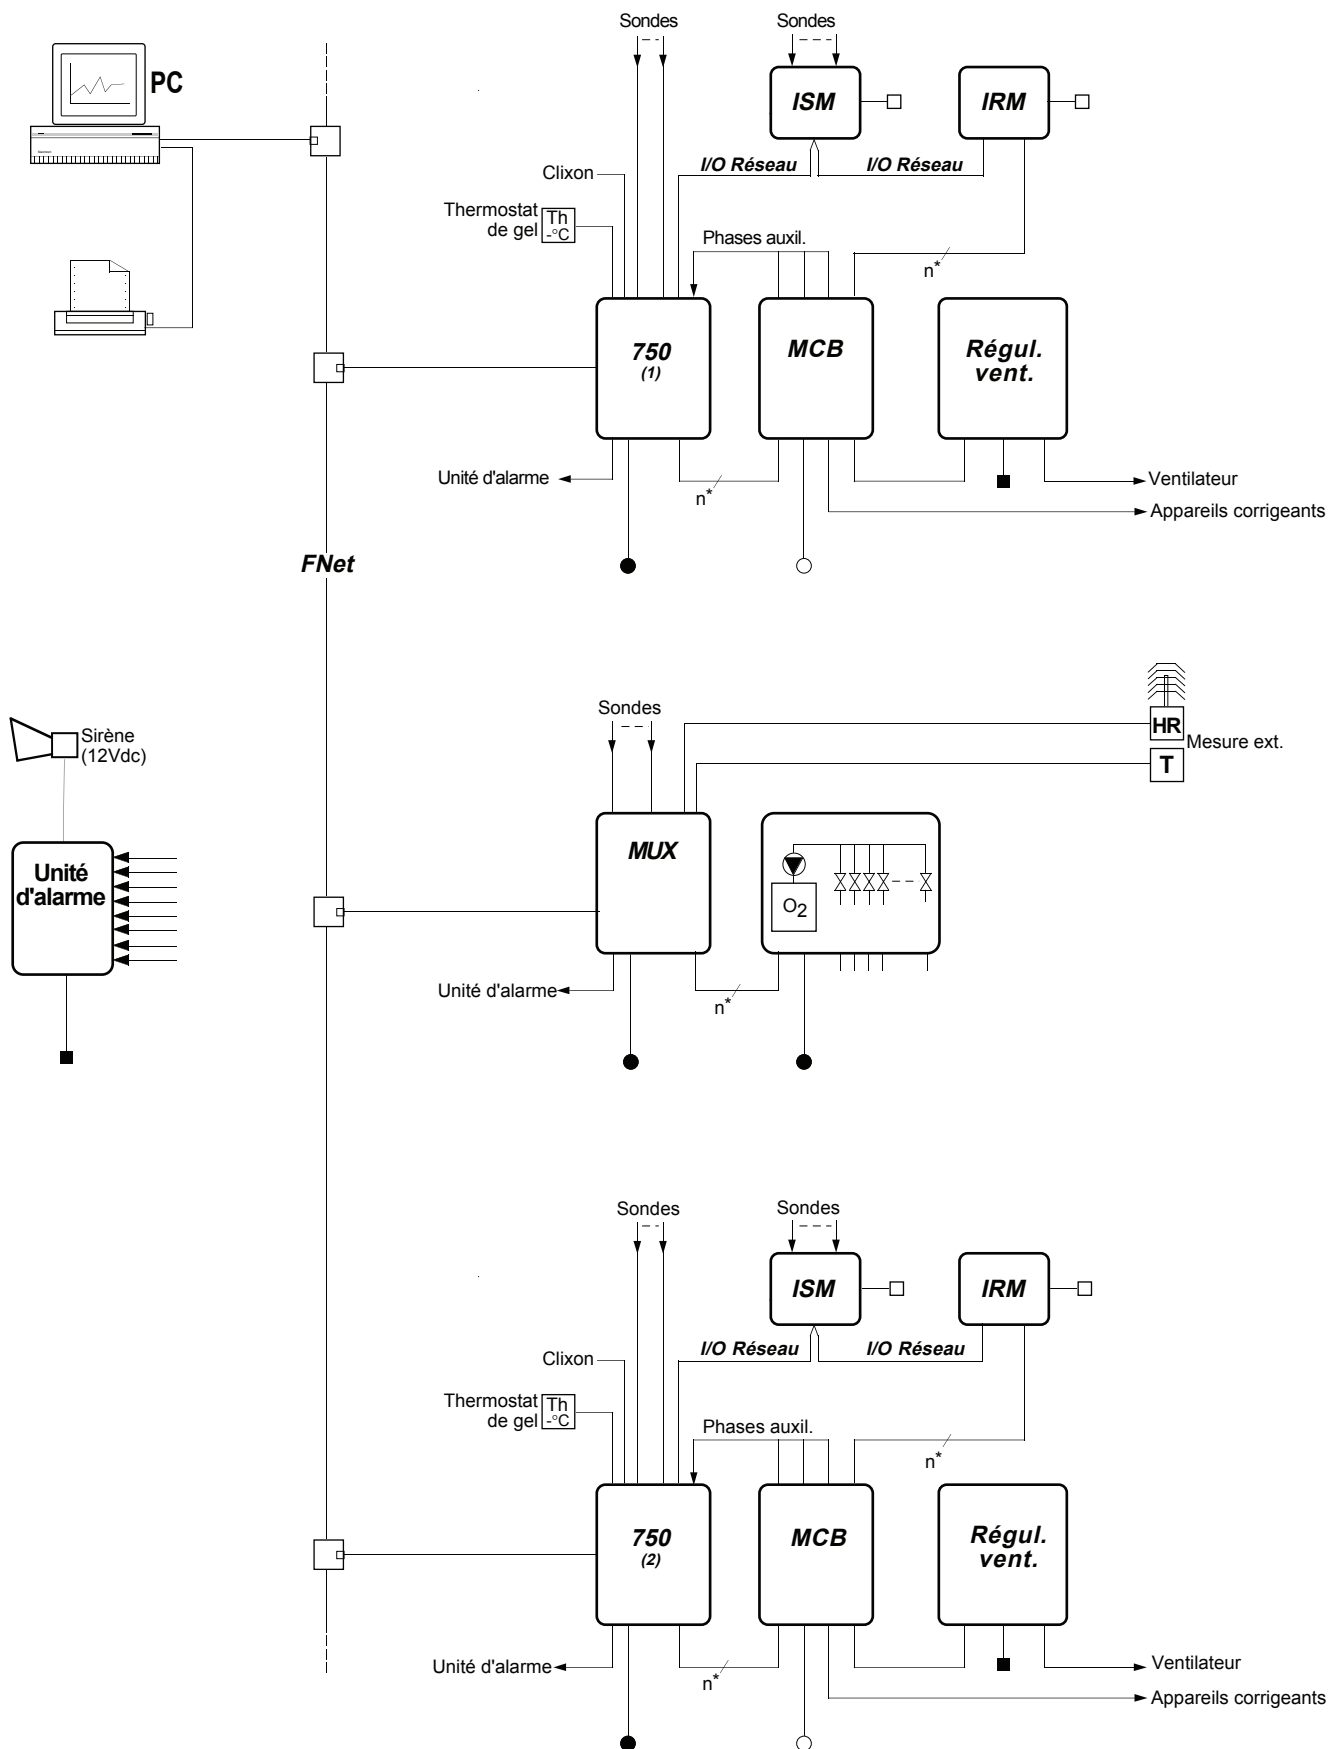 Sondes
Sondes
PC
ISM
IRM
I/O Réseau
I/O Réseau
Clixon
Thermostat
de gel
Th
-°C
Phases auxil.
n*
750
(1)
MCB
Régul.
vent.
Unité d'alarme
n*
Ventilateur
Appareils corrigeants
FNet
Sondes
HR
Mesure ext.
T
Sirène
(12Vdc)
MUX
Unité
d'alarme
O2
Unité d'alarme
n*
Sondes
Sondes
ISM
IRM
I/O Réseau
I/O Réseau
Clixon
Thermostat
de gel
Th
-°C
Phases auxil.
n*
750
(2)
MCB
Régul.
vent.
Unité d'alarme
n*
Ventilateur
Appareils corrigeants